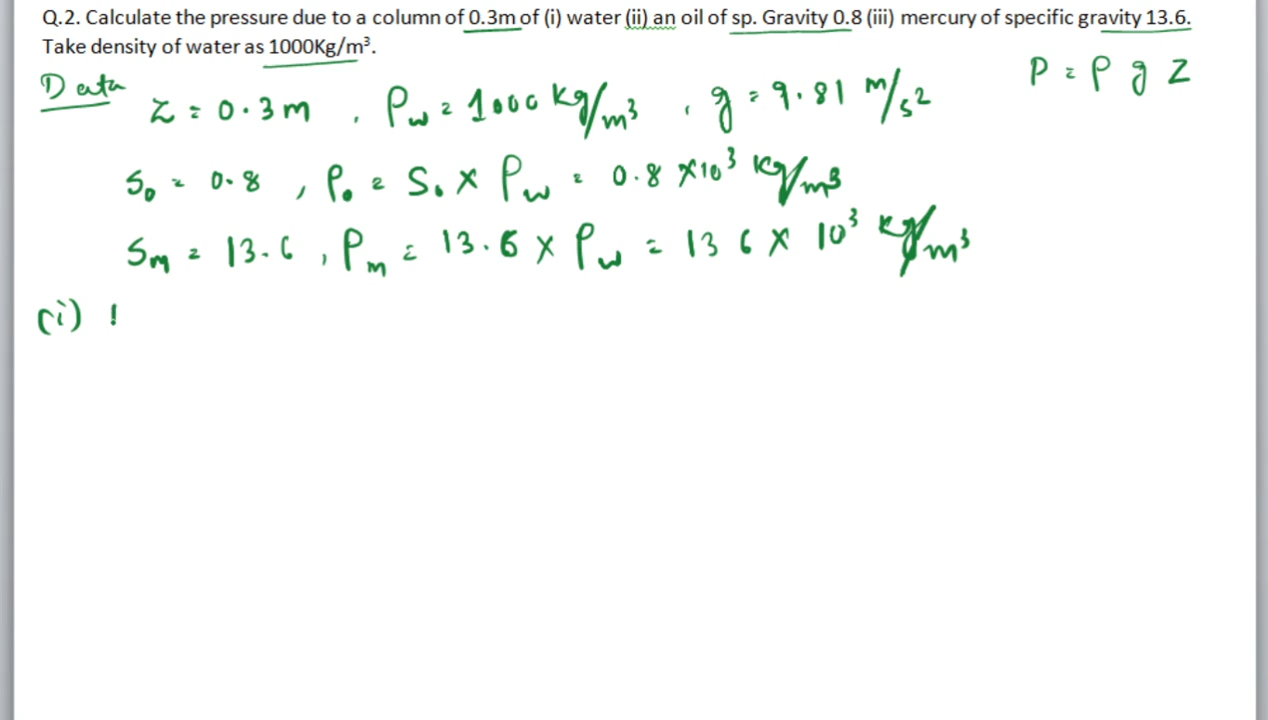 Q.2. Calculate the pressure due to a column of 0.3m of (i) water (ii) an oil of sp. Gravity 0.8 (iii) mercury of specific gravity 13.6.
Take density of water as 1000Kg/m³.
P = ρ g Z
Data
Z = 0.3 m , ρw = 1000 kg/m³ , g = 9.81 m/s²
So = 0.8 , ρo = So × ρw = 0.8 × 10³ kg/m³
Sm = 13.6 , ρm = 13.6 × ρw = 13 6 × 10³ kg/m³
(i)